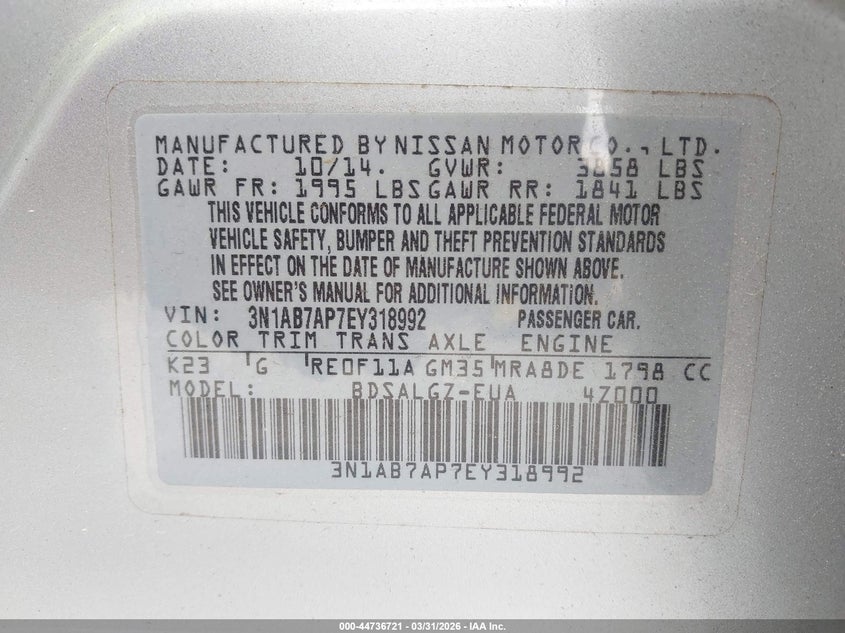 MANUFACTURED BY NISSAN MOTOR CO., LTD.
DATE: 10/14. GVWR: 3858 LBS
GAWR FR: 1995 LBS GAWR RR: 1841 LBS
THIS VEHICLE CONFORMS TO ALL APPLICABLE FEDERAL MOTOR
VEHICLE SAFETY, BUMPER AND THEFT PREVENTION STANDARDS
IN EFFECT ON THE DATE OF MANUFACTURE SHOWN ABOVE.
SEE OWNER'S MANUAL FOR ADDITIONAL INFORMATION.
VIN: 3N1AB7AP7EY318992 PASSENGER CAR.
COLOR TRIM TRANS AXLE ENGINE
K23 G RE0F11A GM35 MRA8DE 1798 CC
MODEL: BDSALGZ-EUA 4Z000
3N1AB7AP7EY318992
000-44736721 | 03/31/2026 - IAA Inc.